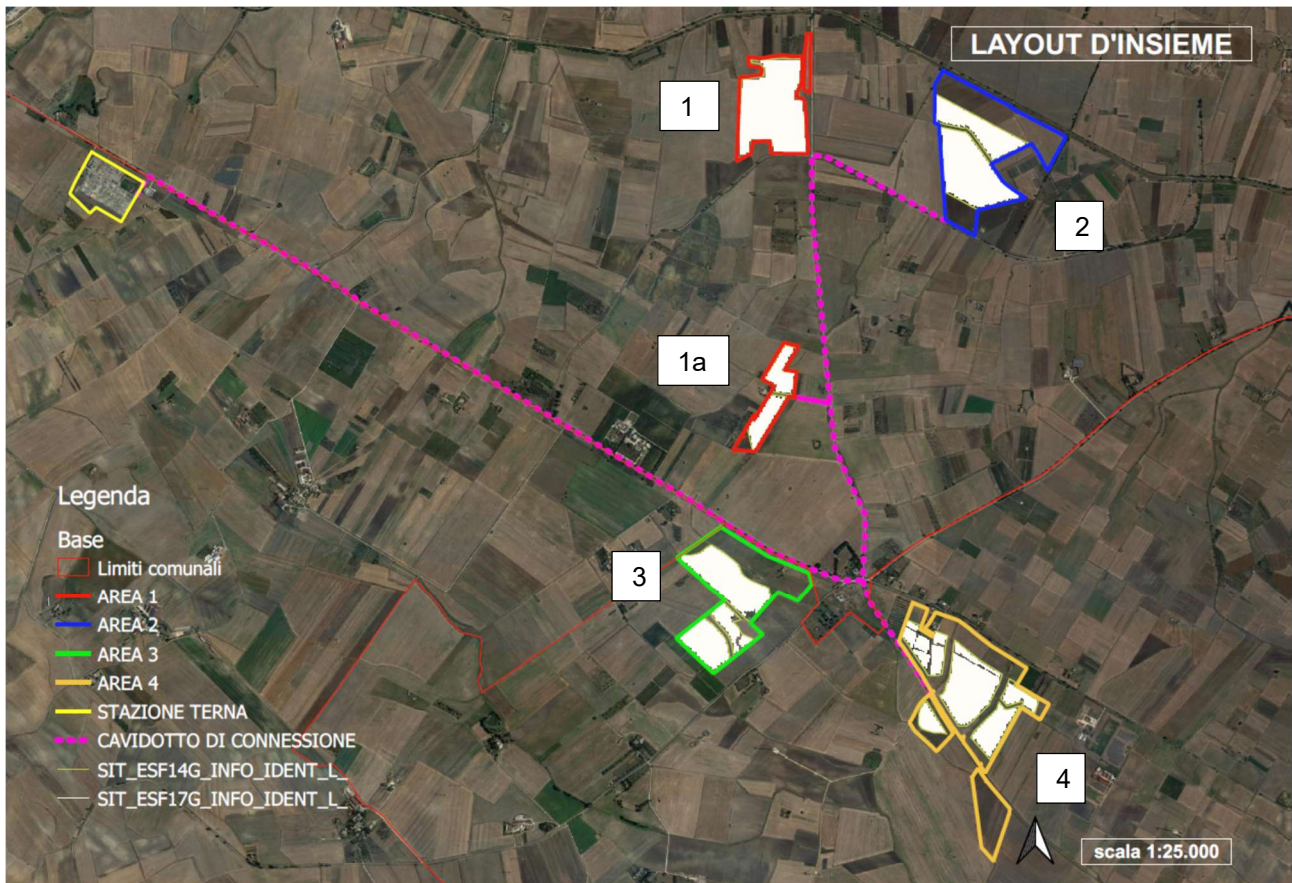 LAYOUT D'INSIEME
1
2
1a
3
4
Legenda
Base
Limiti comunali
AREA 1
AREA 2
AREA 3
AREA 4
STAZIONE TERNA
CAVIDOTTO DI CONNESSIONE
SIT_ESF14G_INFO_IDENT_L_
SIT_ESF17G_INFO_IDENT_L_
scala 1:25.000